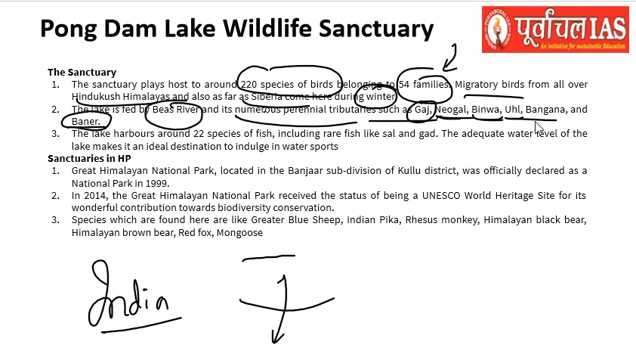 Pong Dam Lake Wildlife Sanctuary
पूर्वांचल IAS
An initiative for sustainable Education
The Sanctuary
1. The sanctuary plays host to around 220 species of birds belonging to 54 families. Migratory birds from all over
Hindukush Himalayas and also as far as Siberia come here during winter.
2. The lake is fed by Beas River and its numerous perennial tributaries such as Gaj, Neogal, Binwa, Uhl, Bangana, and
Baner.
3. The lake harbours around 22 species of fish, including rare fish like sal and gad. The adequate water level of the
lake makes it an ideal destination to indulge in water sports
Sanctuaries in HP
1. Great Himalayan National Park, located in the Banjaar sub-division of Kullu district, was officially declared as a
National Park in 1999.
2. In 2014, the Great Himalayan National Park received the status of being a UNESCO World Heritage Site for its
wonderful contribution towards biodiversity conservation.
3. Species which are found here are like Greater Blue Sheep, Indian Pika, Rhesus monkey, Himalayan black bear,
Himalayan brown bear, Red fox, Mongoose
India